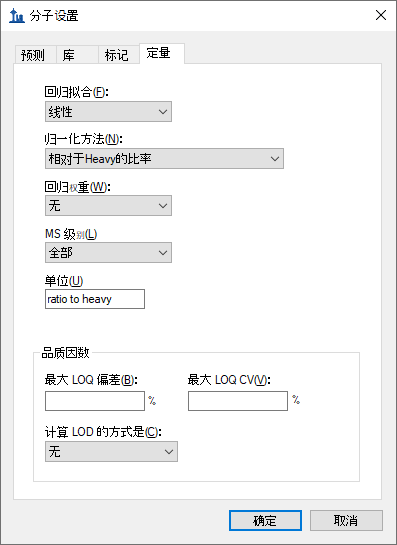 分子设置
预测 库 标记 定量
回归拟合(F):
线性
归一化方法(N):
相对于Heavy的比率
回归权重(W):
无
MS 级别(L)
全部
单位(U)
ratio to heavy
品质因数
最大 LOQ 偏差(B): 最大 LOQ CV(V):
% %
计算 LOD 的方式是(C):
无
确定 取消